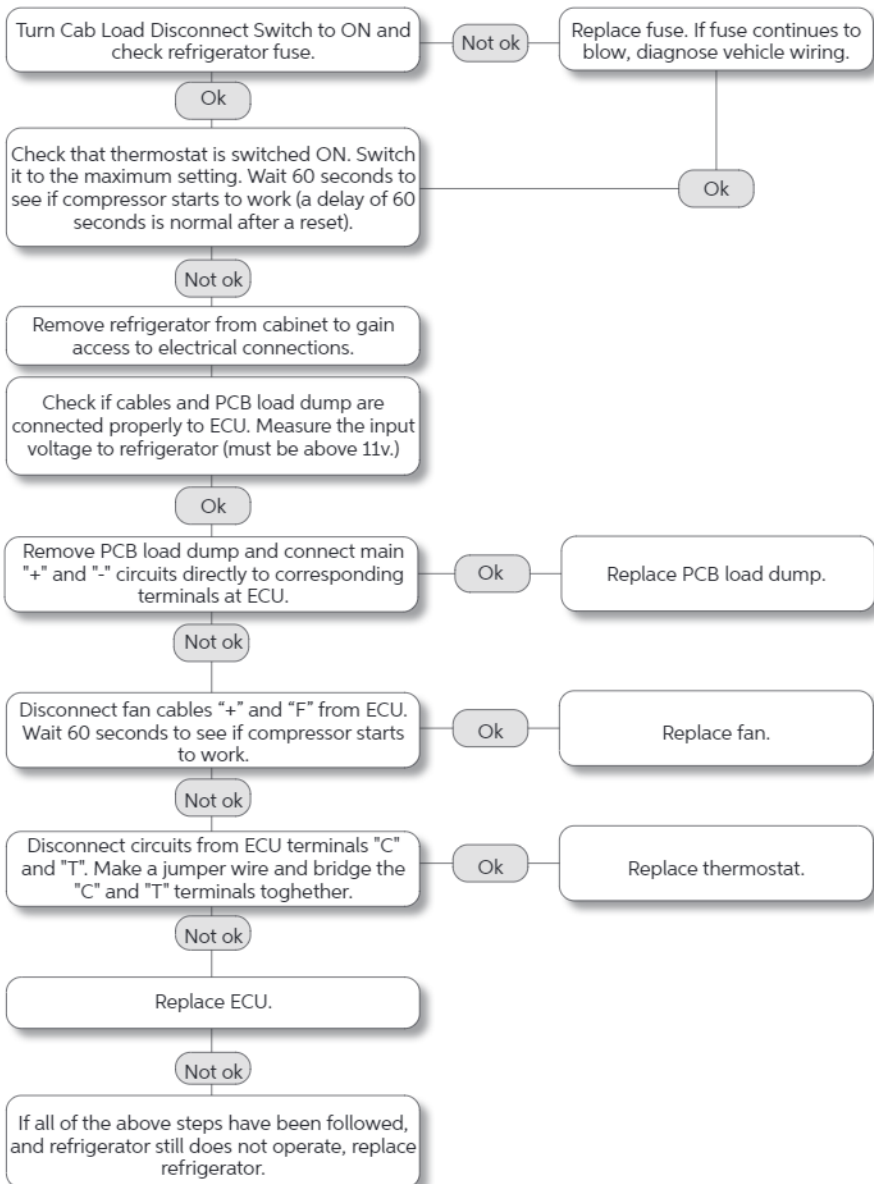 Turn Cab Load Disconnect Switch to ON and
check refrigerator fuse.
Not ok
Replace fuse. If fuse continues to
blow, diagnose vehicle wiring.
Ok
Check that thermostat is switched ON. Switch
it to the maximum setting. Wait 60 seconds to
see if compressor starts to work (a delay of 60
seconds is normal after a reset).
Ok
Not ok
Remove refrigerator from cabinet to gain
access to electrical connections.
Check if cables and PCB load dump are
connected properly to ECU. Measure the input
voltage to refrigerator (must be above 11v.)
Ok
Remove PCB load dump and connect main
"+" and "-" circuits directly to corresponding
terminals at ECU.
Ok
Replace PCB load dump.
Not ok
Disconnect fan cables “+” and “F” from ECU.
Wait 60 seconds to see if compressor starts
to work.
Ok
Replace fan.
Not ok
Disconnect circuits from ECU terminals "C"
and "T". Make a jumper wire and bridge the
"C" and "T" terminals toghether.
Ok
Replace thermostat.
Not ok
Replace ECU.
Not ok
If all of the above steps have been followed,
and refrigerator still does not operate, replace
refrigerator.